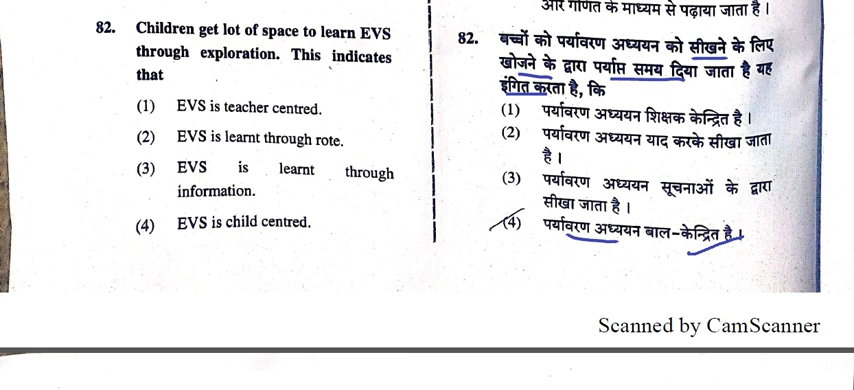 और गणित के माध्यम से पढ़ाया जाता है ।
82. Children get lot of space to learn EVS
through exploration. This indicates
that
(1) EVS is teacher centred.
(2) EVS is learnt through rote.
(3) EVS is learnt through
information.
(4) EVS is child centred.
82. बच्चों को पर्यावरण अध्ययन को सीखने के लिए
खोजने के द्वारा पर्याप्त समय दिया जाता है यह
इंगित करता है, कि
(1) पर्यावरण अध्ययन शिक्षक केन्द्रित है ।
(2) पर्यावरण अध्ययन याद करके सीखा जाता
है ।
(3) पर्यावरण अध्ययन सूचनाओं के द्वारा
सीखा जाता है ।
(4) पर्यावरण अध्ययन बाल-केन्द्रित है ।
Scanned by CamScanner